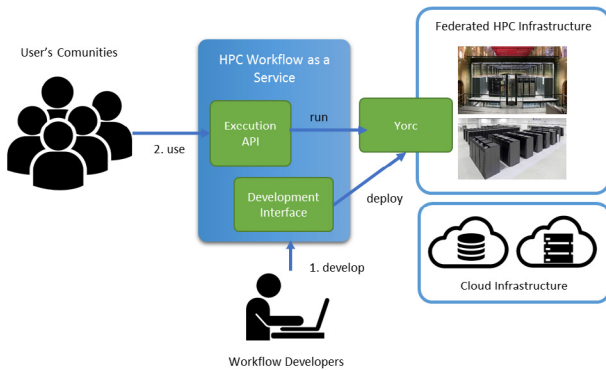 User's Comunities
HPC Workflow as a
Service
Federated HPC Infrastructure
Execution
API
run
Yorc
2. use
Development
Interface
deploy
1. develop
Cloud Infrastructure
Workflow Developers